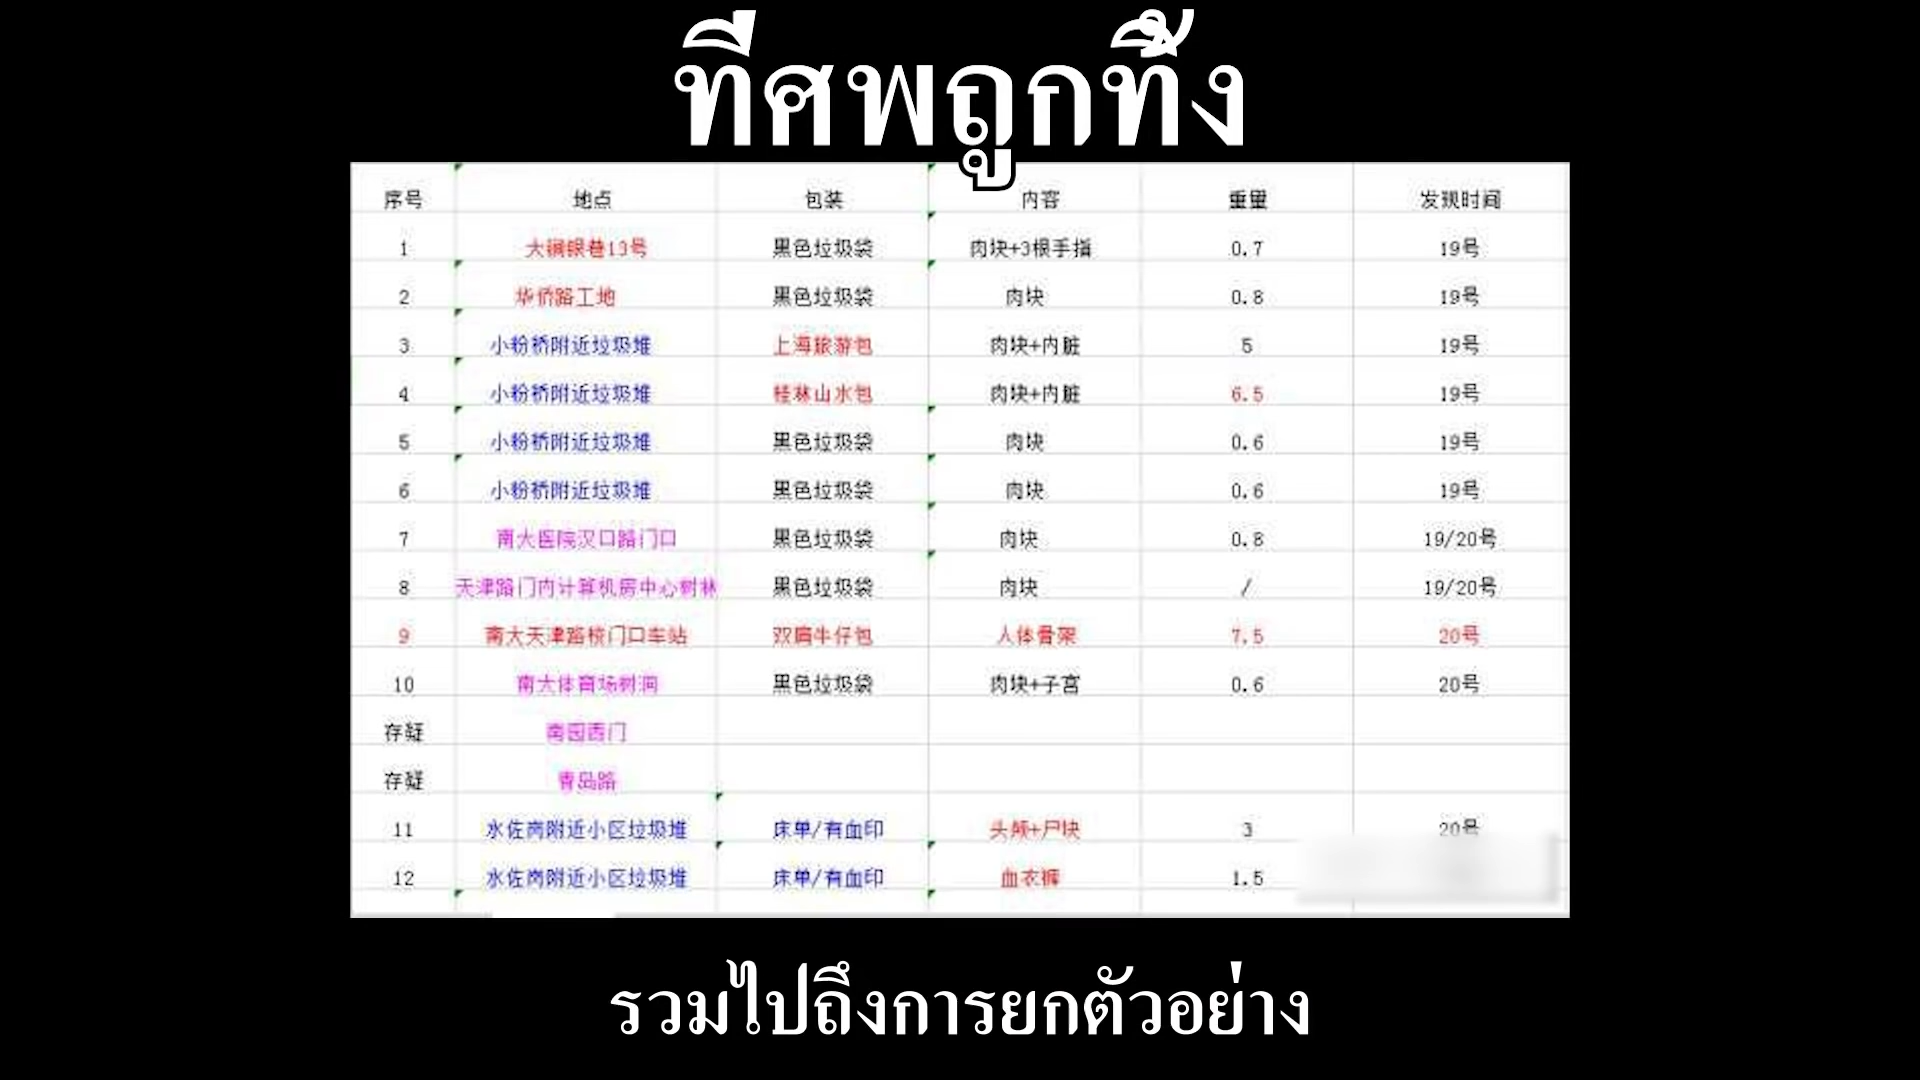 ที่ศพถูกทิ้ง
序号 地点 包装 内容 重量 发现时间
1 大铜眼巷13号 黑色垃圾袋 肉块+3根手指 0.7 19号
2 华侨路工地 黑色垃圾袋 肉块 0.8 19号
3 小粉桥附近垃圾堆 上海旅游包 肉块+内脏 5 19号
4 小粉桥附近垃圾堆 桂林山水包 肉块+内脏 6.5 19号
5 小粉桥附近垃圾堆 黑色垃圾袋 肉块 0.6 19号
6 小粉桥附近垃圾堆 黑色垃圾袋 肉块 0.6 19号
7 南大医院汉口路门口 黑色垃圾袋 肉块 0.8 19/20号
8 天津路门内计算机房中心树林 黑色垃圾袋 肉块 / 19/20号
9 南大天津路校门口车站 双肩牛仔包 人体骨架 7.5 20号
10 南大体育场树洞 黑色垃圾袋 肉块+子宫 0.6 20号
存疑 南园西门
存疑 青岛路
11 水佐岗附近小区垃圾堆 床单/有血印 头颅+尸块 3 20号
12 水佐岗附近小区垃圾堆 床单/有血印 血衣裤 1.5
รวมไปถึงการยกตัวอย่าง